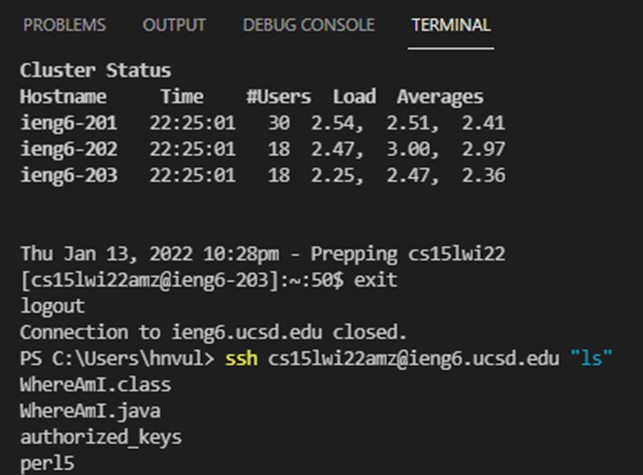 PROBLEMS OUTPUT DEBUG CONSOLE TERMINAL
Cluster Status
Hostname Time #Users Load Averages
ieng6-201 22:25:01 30 2.54, 2.51, 2.41
ieng6-202 22:25:01 18 2.47, 3.00, 2.97
ieng6-203 22:25:01 18 2.25, 2.47, 2.36
Thu Jan 13, 2022 10:28pm - Prepping cs15lwi22
[cs15lwi22amz@ieng6-203]:~:50$ exit
logout
Connection to ieng6.ucsd.edu closed.
PS C:\Users\hnvul> ssh cs15lwi22amz@ieng6.ucsd.edu "ls"
WhereAmI.class
WhereAmI.java
authorized_keys
perl5